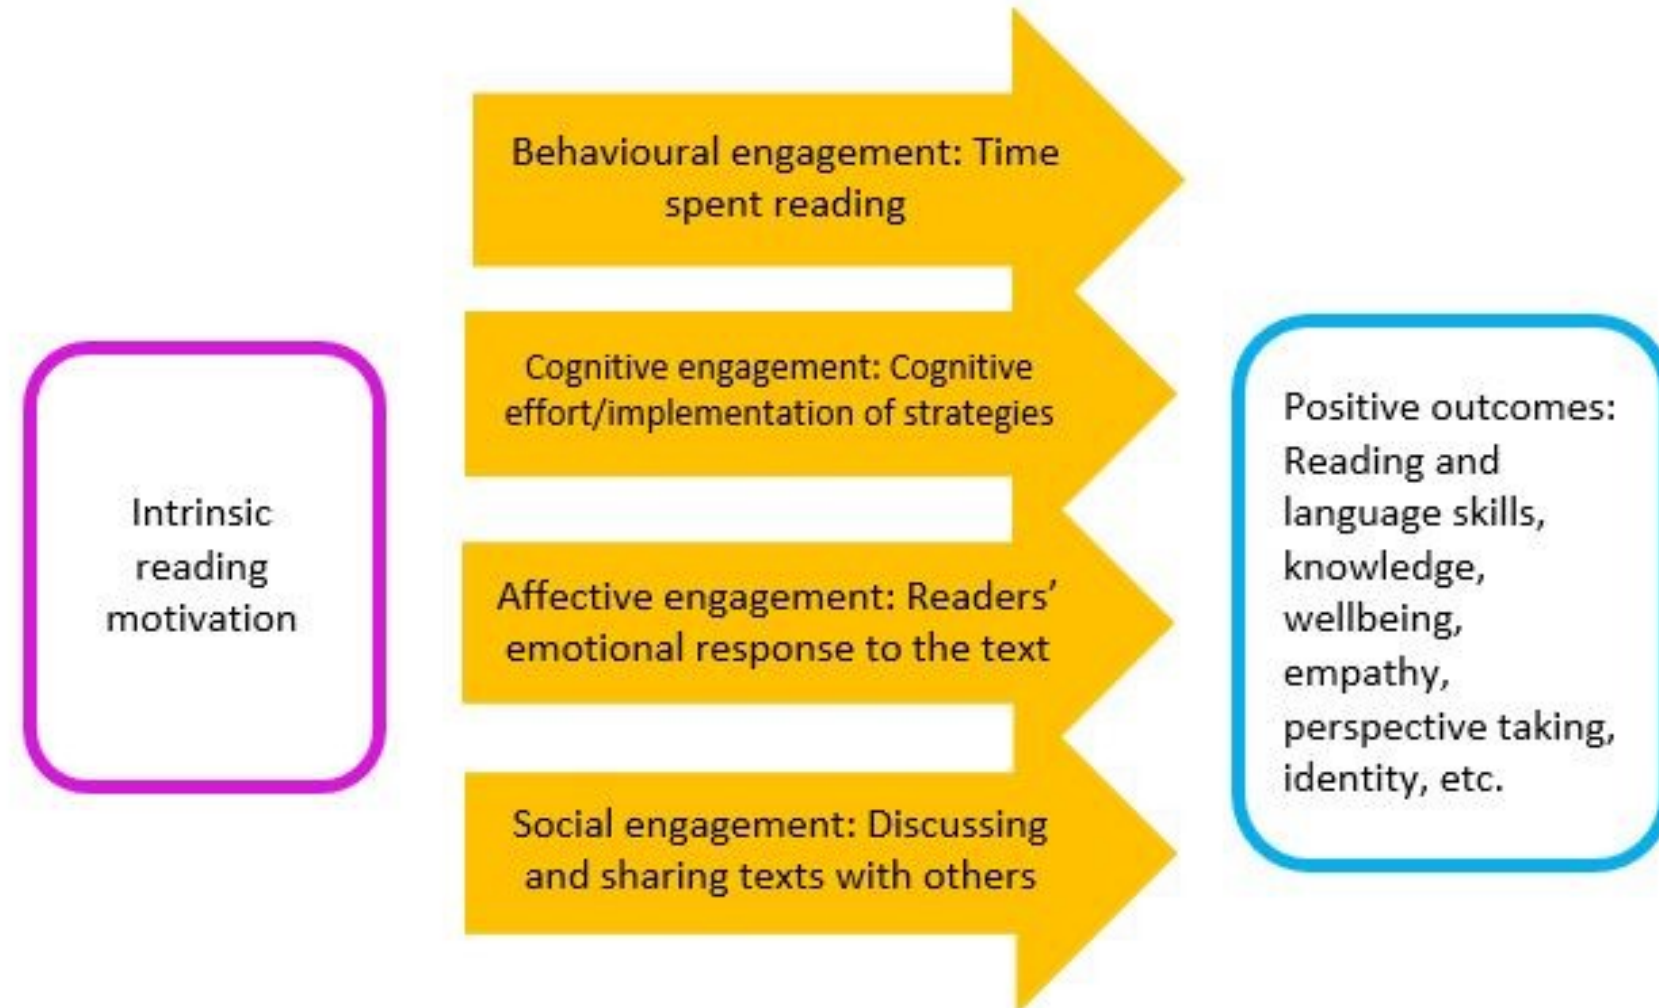 Intrinsic
reading
motivation
Behavioural engagement: Time
spent reading
Cognitive engagement: Cognitive
effort/implementation of strategies
Affective engagement: Readers’
emotional response to the text
Social engagement: Discussing
and sharing texts with others
Positive outcomes:
Reading and
language skills,
knowledge,
wellbeing,
empathy,
perspective taking,
identity, etc.